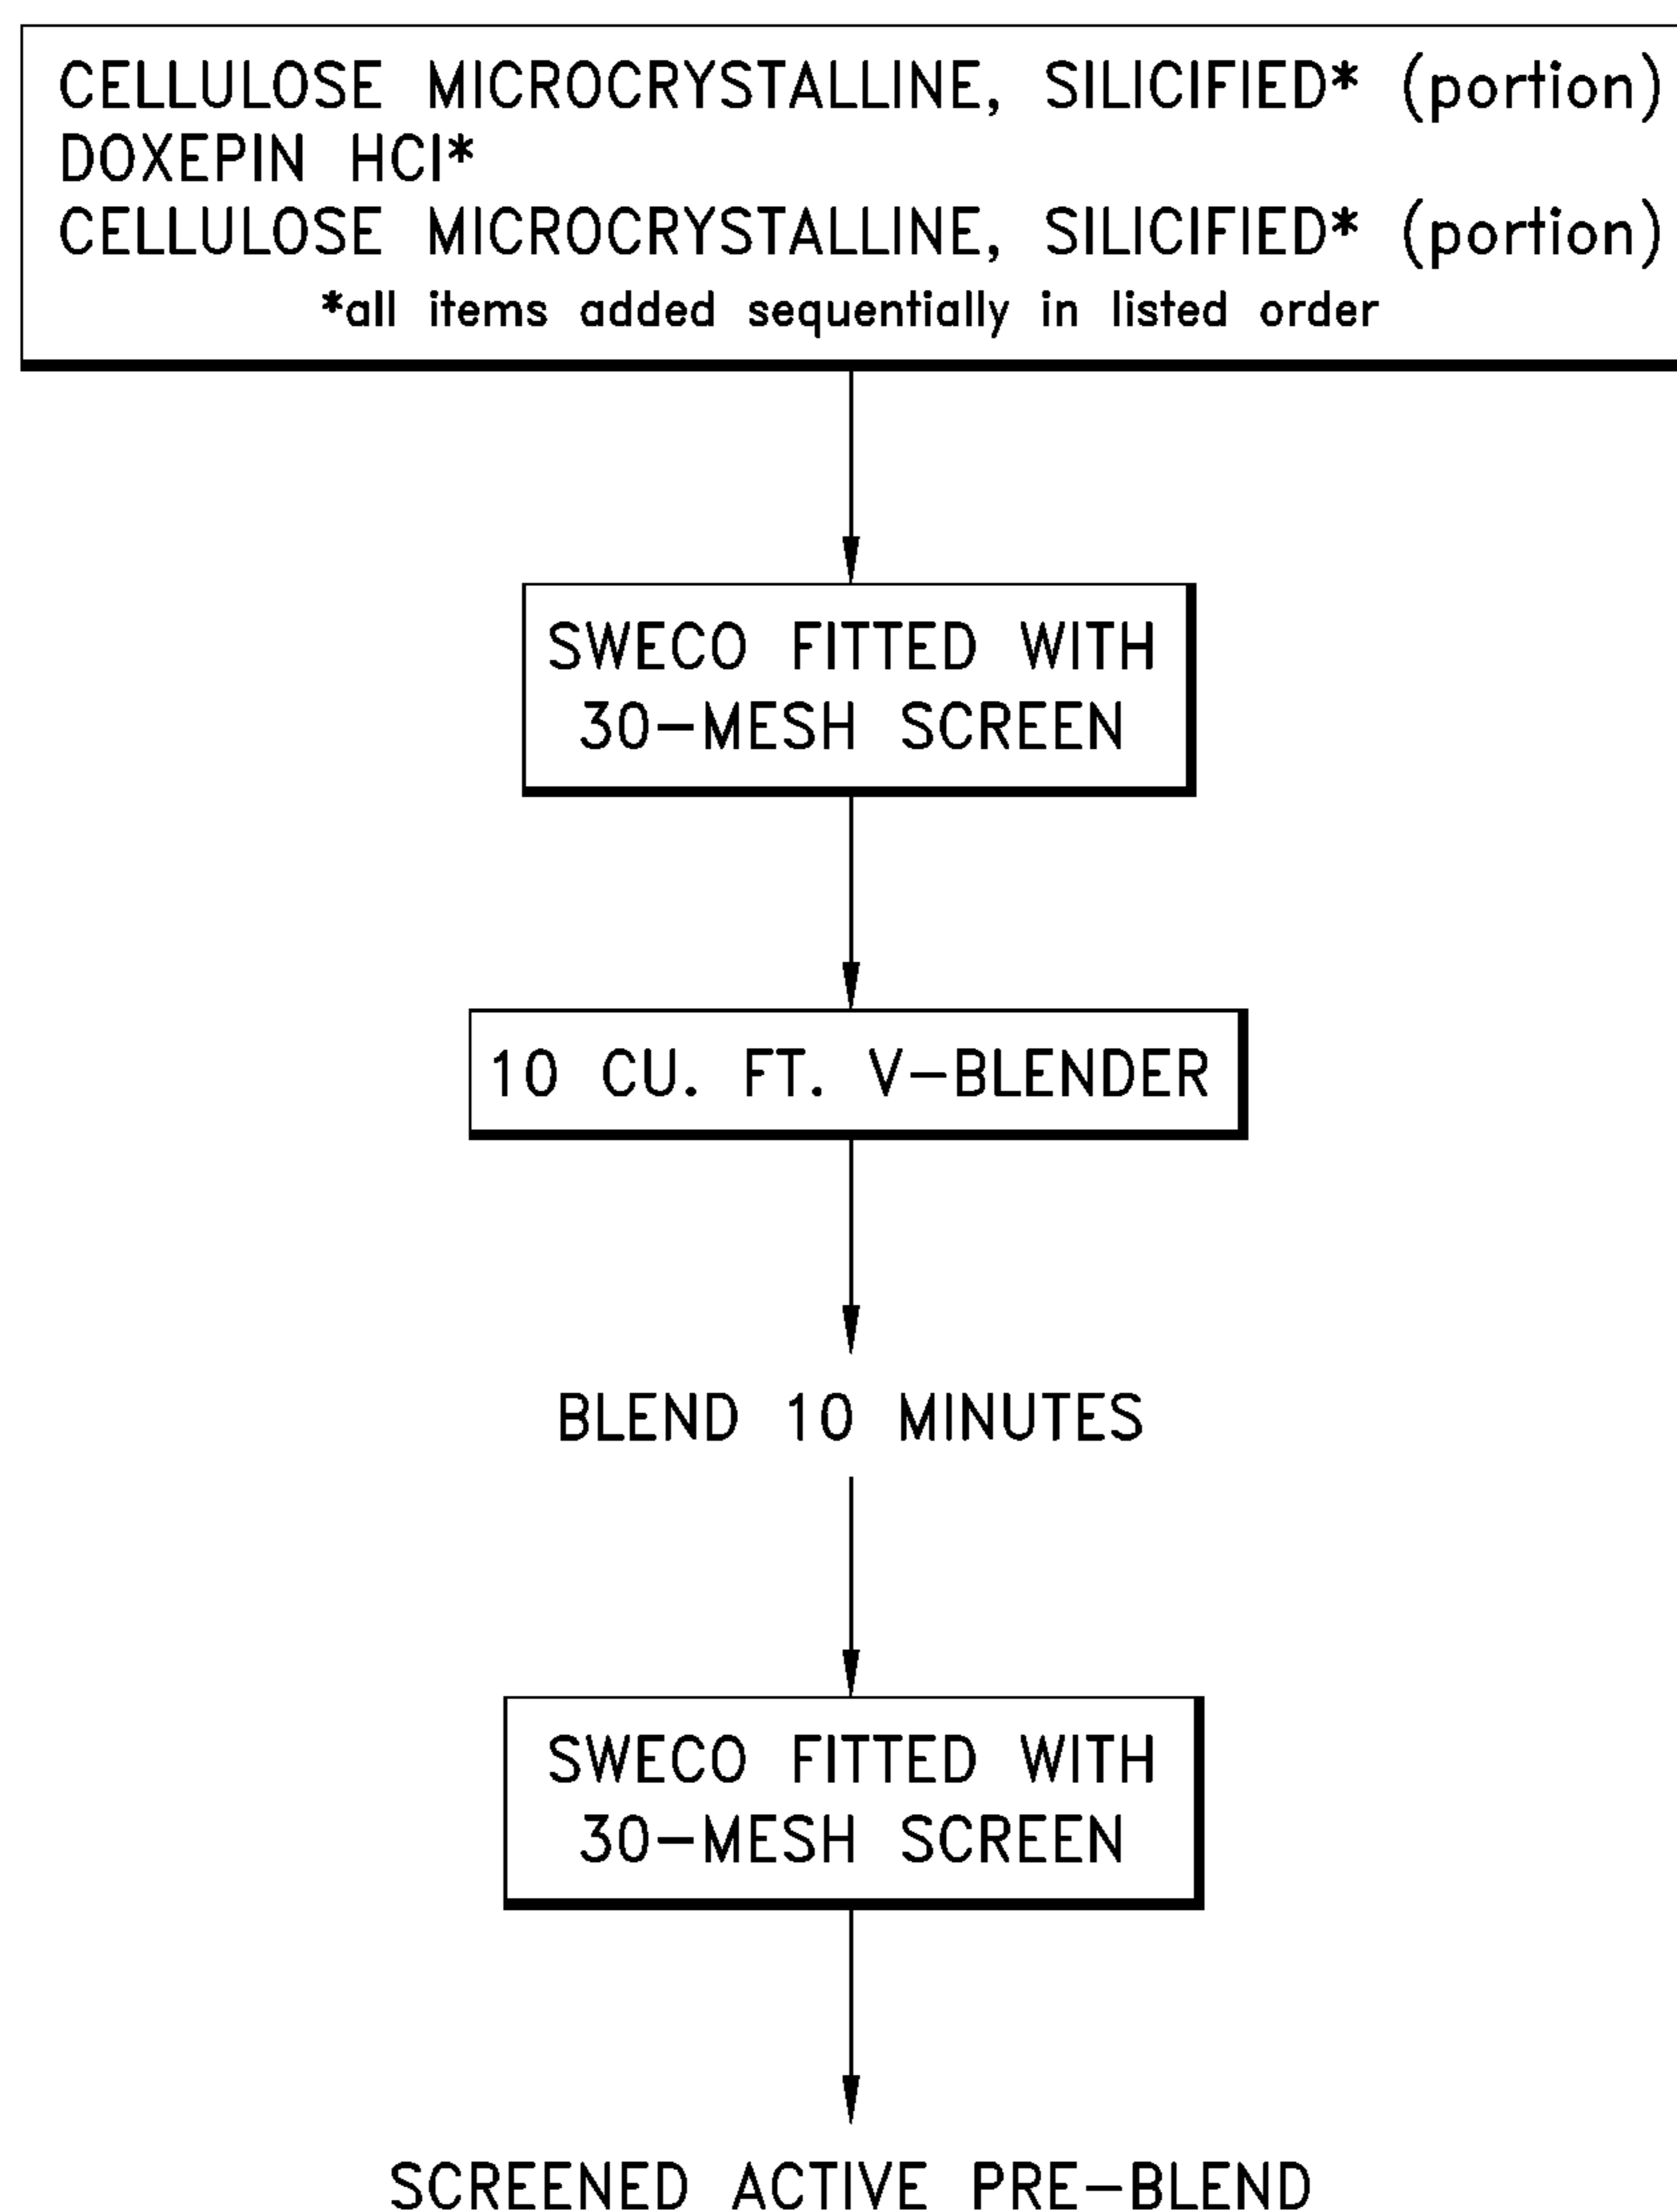 CELLULOSE MICROCRYSTALLINE, SILICIFIED* (portion)
DOXEPIN HCl*
CELLULOSE MICROCRYSTALLINE, SILICIFIED* (portion)
*all items added sequentially in listed order
SWECO FITTED WITH
30-MESH SCREEN
10 CU. FT. V-BLENDER
BLEND 10 MINUTES
SWECO FITTED WITH
30-MESH SCREEN
SCREENED ACTIVE PRE-BLEND